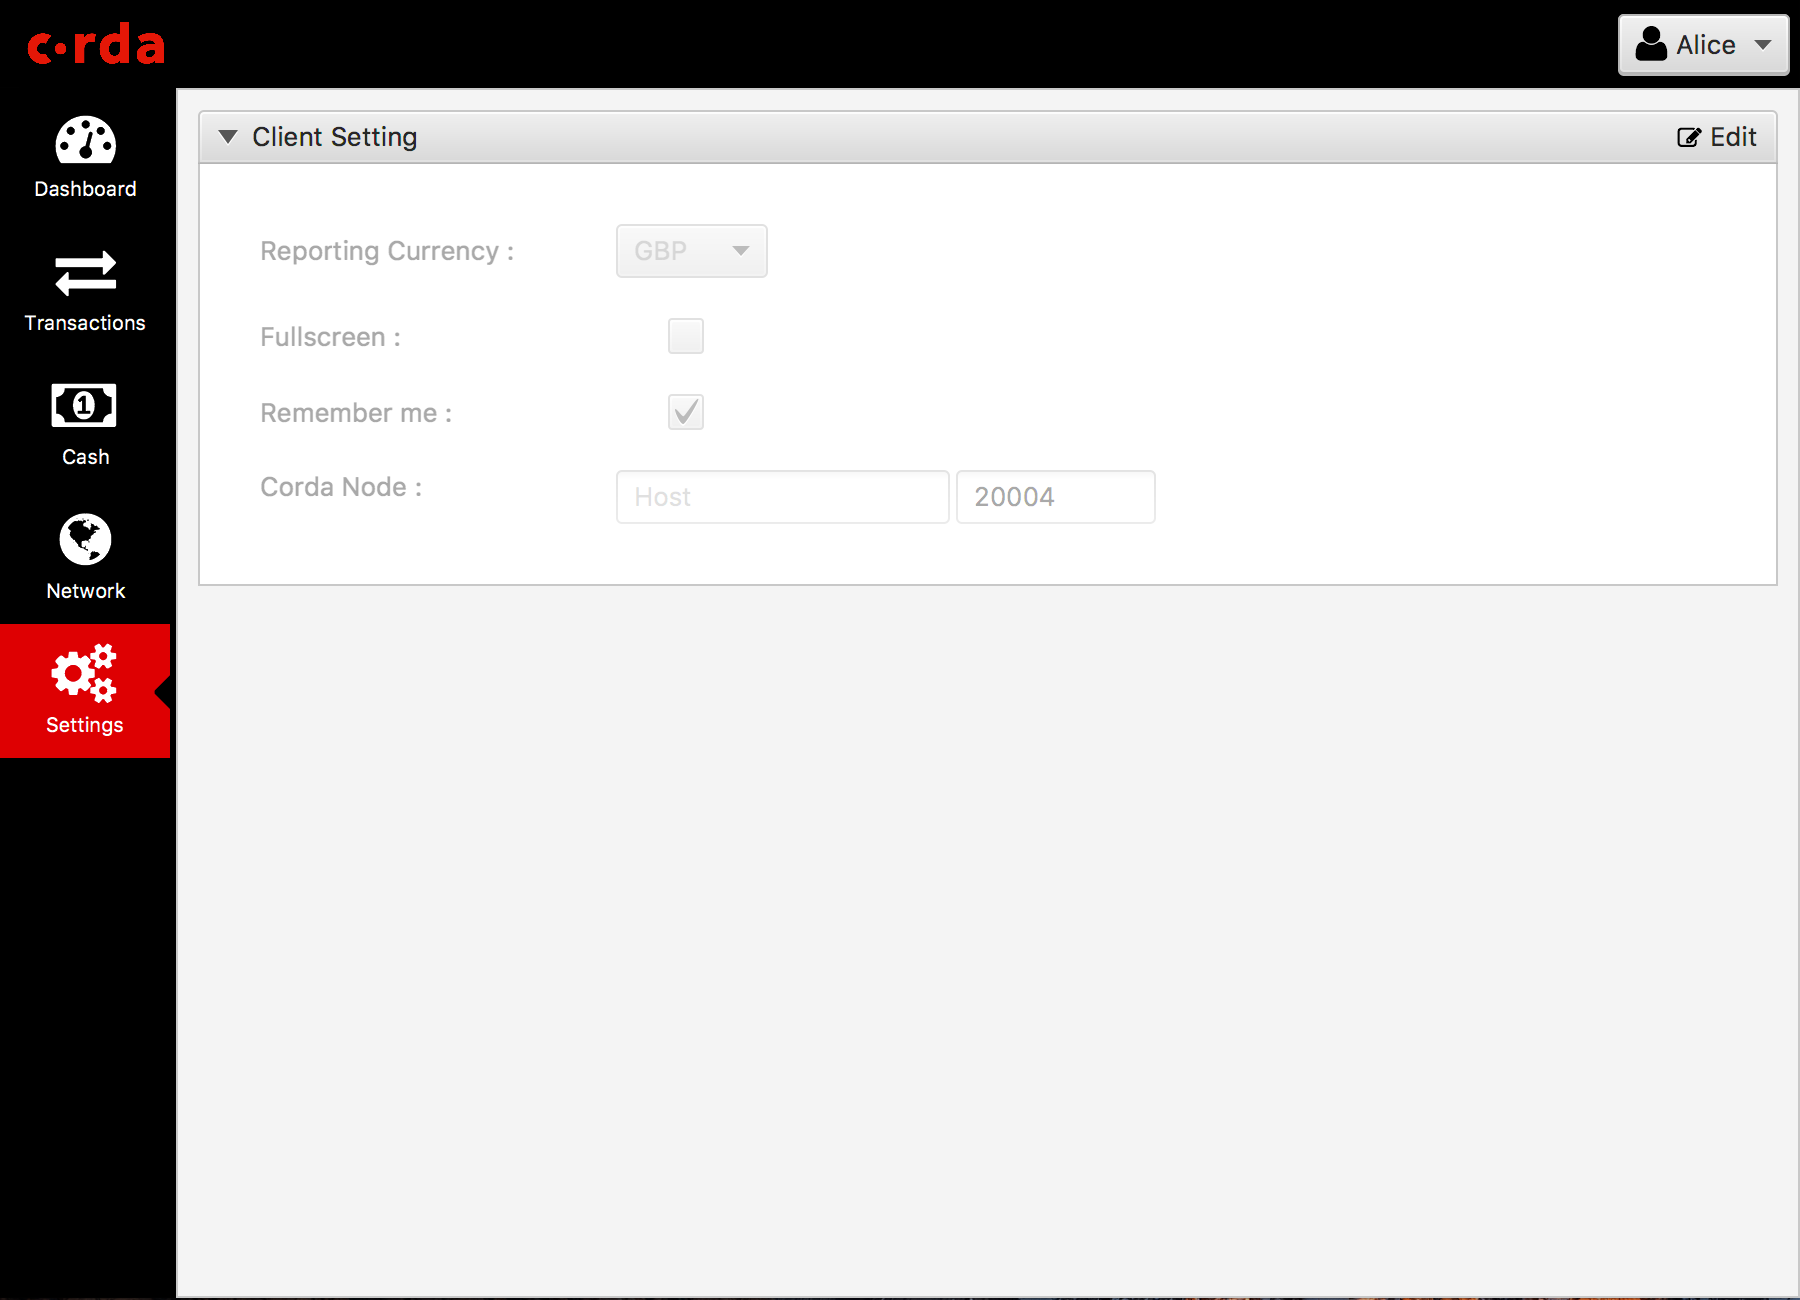 c·rda
Alice
Dashboard
Transactions
1
Cash
Network
Settings
Client Setting
Edit
Reporting Currency :
GBP
Fullscreen :
Remember me :
Corda Node :
Host
20004